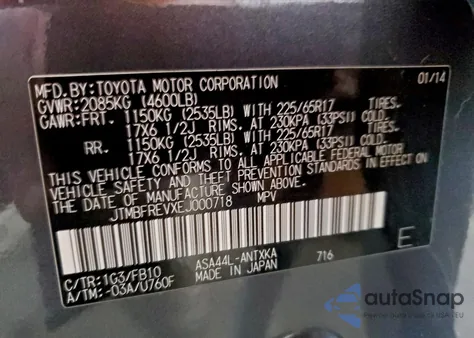 MFD.BY:TOYOTA MOTOR CORPORATION 01/14
GVWR:2085KG (4600LB)
GAWR:FRT. 1150KG (2535LB) WITH 225/65R17 TIRES.
17X6 1/2J RIMS. AT 230KPA (33PSI) COLD
RR. 1150KG (2535LB) WITH 225/65R17 TIRES.
17X6 1/2J RIMS. AT 230KPA (33PSI) COLD
THIS VEHICLE CONFORMS TO ALL APPLICABLE FEDERAL MOTOR
VEHICLE SAFETY AND THEFT PREVENTION STANDARDS IN EFFECT ON
THE DATE OF MANUFACTURE SHOWN ABOVE.
JTMBFREVXEJ000718 MPV
C/TR:1G3/FB10 ASA44L-ANTXKA 716 E
A/TM:-03A/U760F MADE IN JAPAN
autaSnap